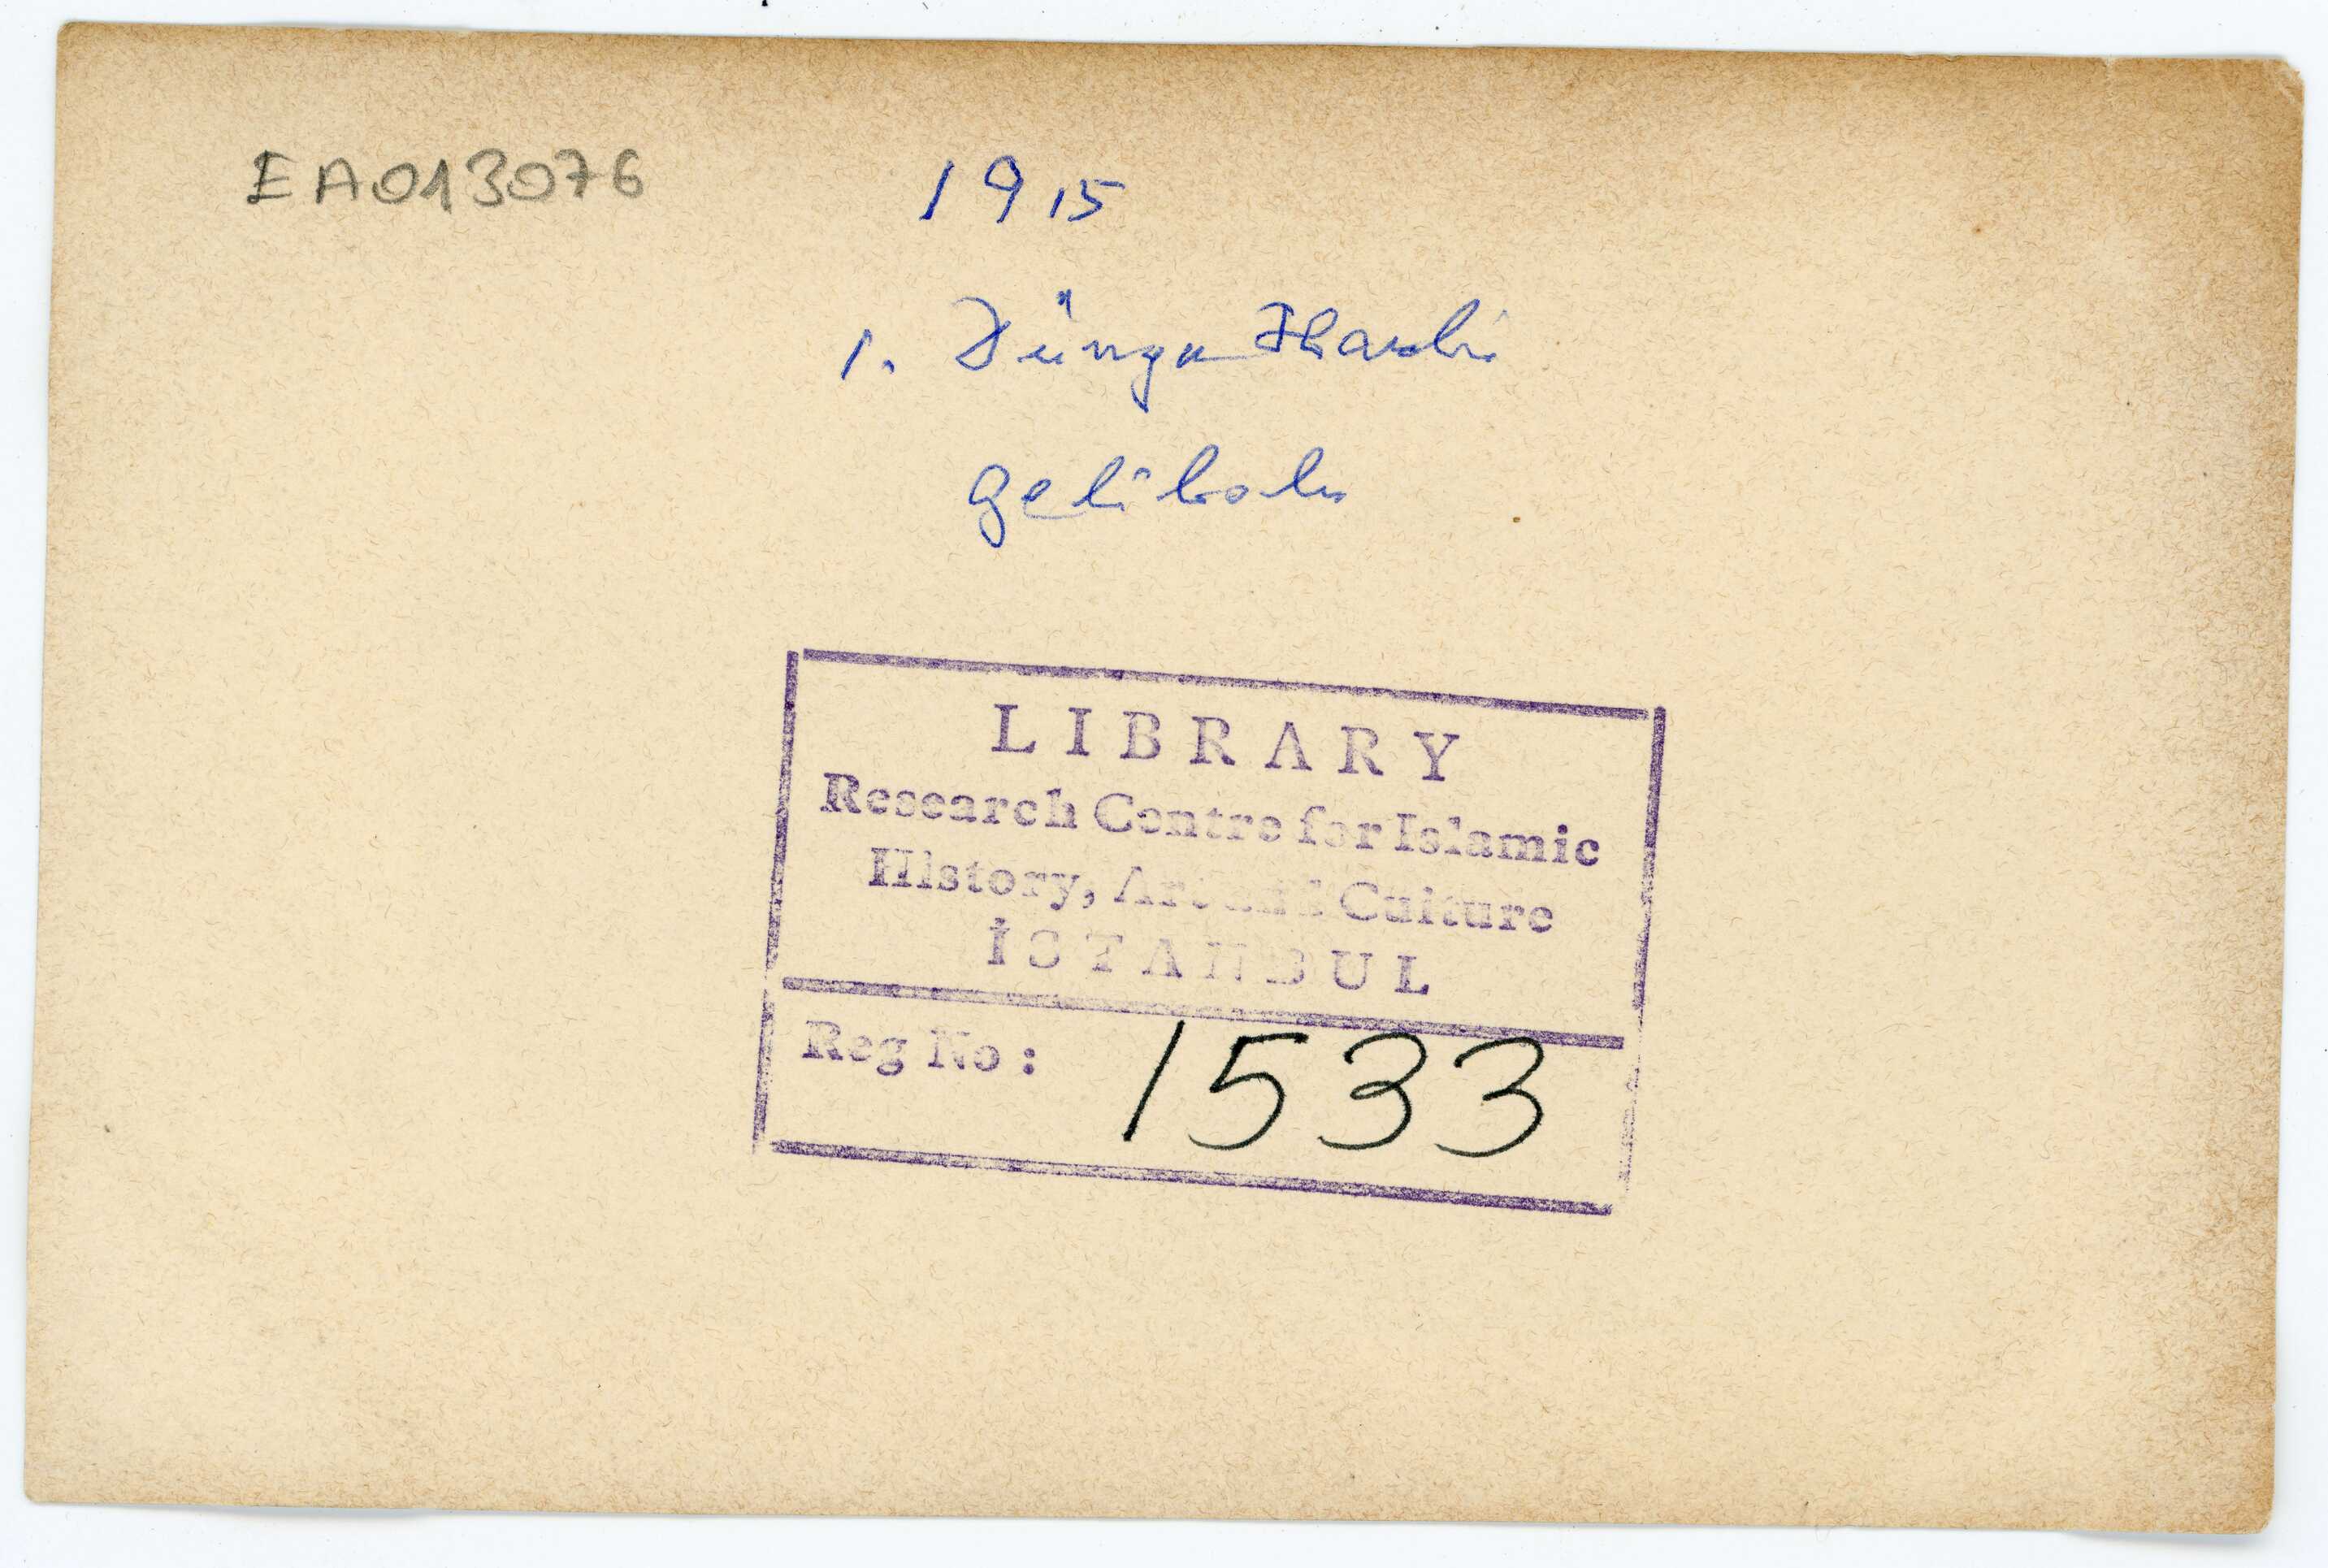 EA013076
1915
1. Dünya Harbi
Gelibolu
LIBRARY
Research Centre for Islamic
History, Art and Culture
İSTANBUL
Reg No: 1533